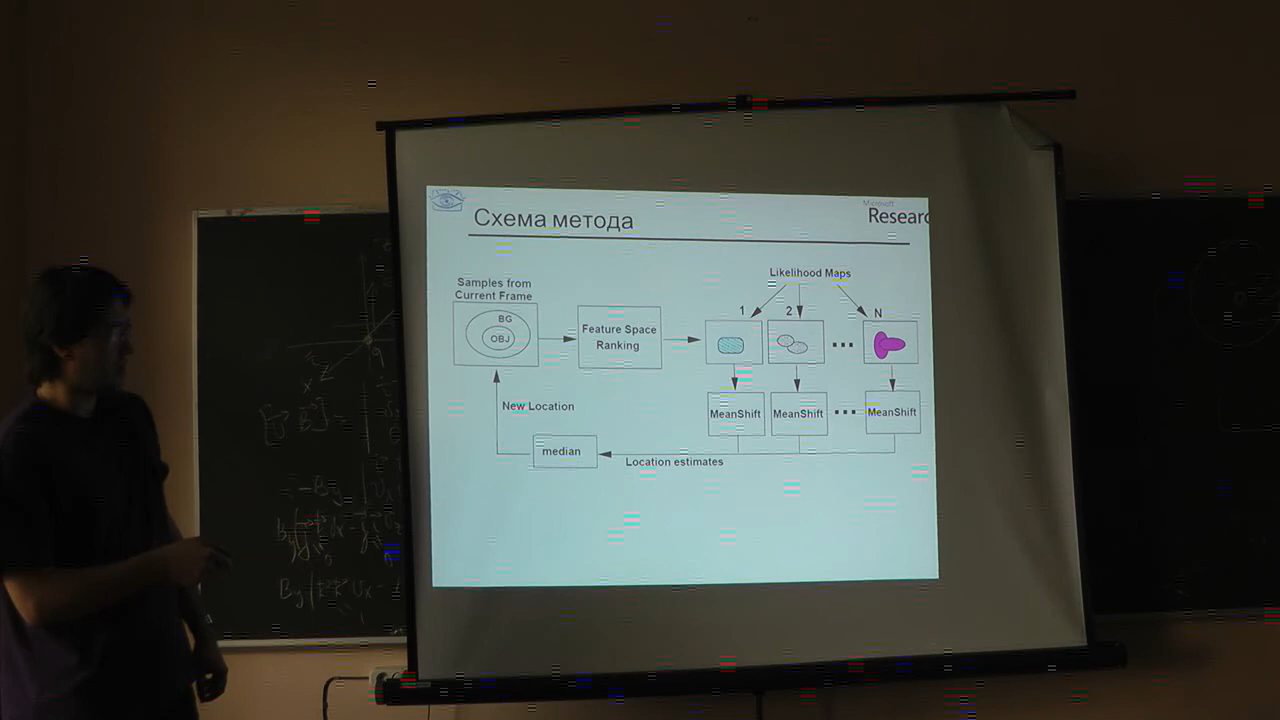 Схема метода
Microsoft
Researc
Samples from
Current Frame
BG
OBJ
Feature Space
Ranking
Likelihood Maps
1
2
N
MeanShift
MeanShift
MeanShift
New Location
median
Location estimates